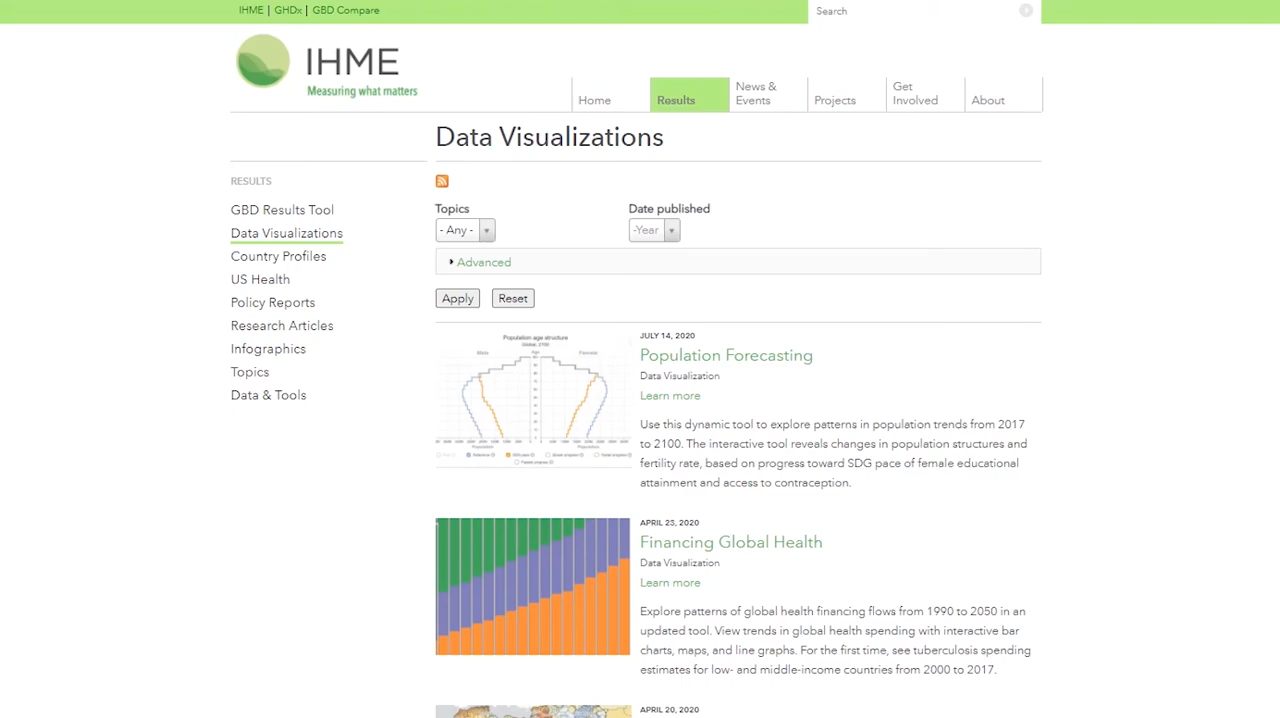 IHME | GHDx | GBD Compare
Search
IHME
Measuring what matters
Home
Results
News &
Events
Projects
Get
Involved
About
Data Visualizations
RESULTS
GBD Results Tool
Data Visualizations
Country Profiles
US Health
Policy Reports
Research Articles
Infographics
Topics
Data & Tools
Topics
Date published
- Any -
-Year
Advanced
Apply
Reset
Population age structure
Global, 2100
Male
Age
Female
Population
Population
JULY 14, 2020
Population Forecasting
Data Visualization
Learn more
Use this dynamic tool to explore patterns in population trends from 2017
to 2100. The interactive tool reveals changes in population structures and
fertility rate, based on progress toward SDG pace of female educational
attainment and access to contraception.
APRIL 23, 2020
Financing Global Health
Data Visualization
Learn more
Explore patterns of global health financing flows from 1990 to 2050 in an
updated tool. View trends in global health spending with interactive bar
charts, maps, and line graphs. For the first time, see tuberculosis spending
estimates for low- and middle-income countries from 2000 to 2017.
APRIL 20, 2020